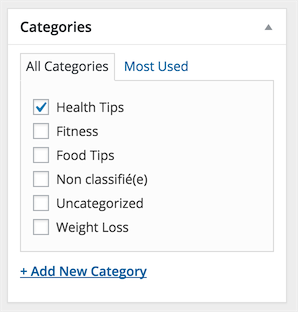 Categories
All Categories Most Used
Health Tips
Fitness
Food Tips
Non classifié(e)
Uncategorized
Weight Loss
+ Add New Category